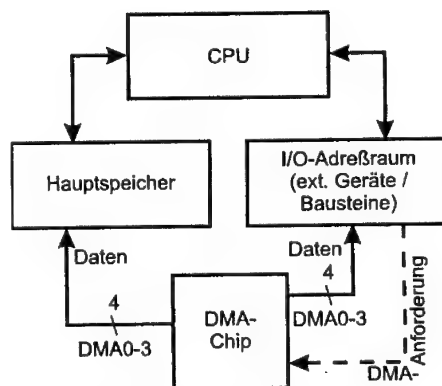 CPU
Hauptspeicher
I/O-Adreßraum
(ext. Geräte /
Bausteine)
Daten
4
DMA0-3
DMA-
Chip
Daten
4
DMA0-3
DMA-
Anforderung